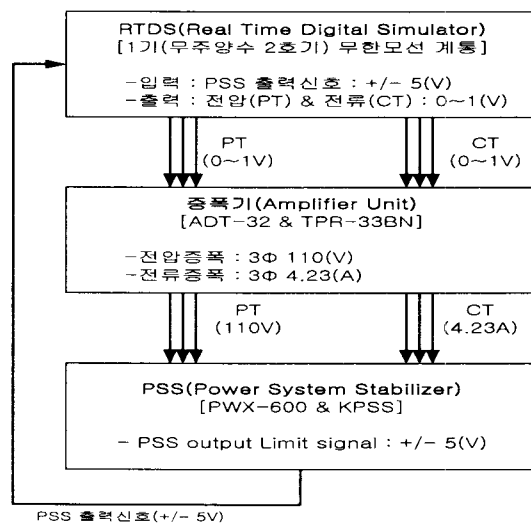 RTDS(Real Time Digital Simulator)
[1기(무주양수 2호기) 무한모선 계통]
-입력 : PSS 출력신호 : +/- 5(V)
-출력 : 전압(PT) & 전류(CT) : 0~1(V)
PT
(0~1V)
CT
(0~1V)
증폭기(Amplifier Unit)
[ADT-32 & TPR-33BN]
-전압증폭 : 3Φ 110(V)
-전류증폭 : 3Φ 4.23(A)
PT
(110V)
CT
(4.23A)
PSS(Power System Stabilizer)
[PWX-600 & KPSS]
- PSS output Limit signal : +/- 5(V)
PSS 출력신호(+/- 5V)